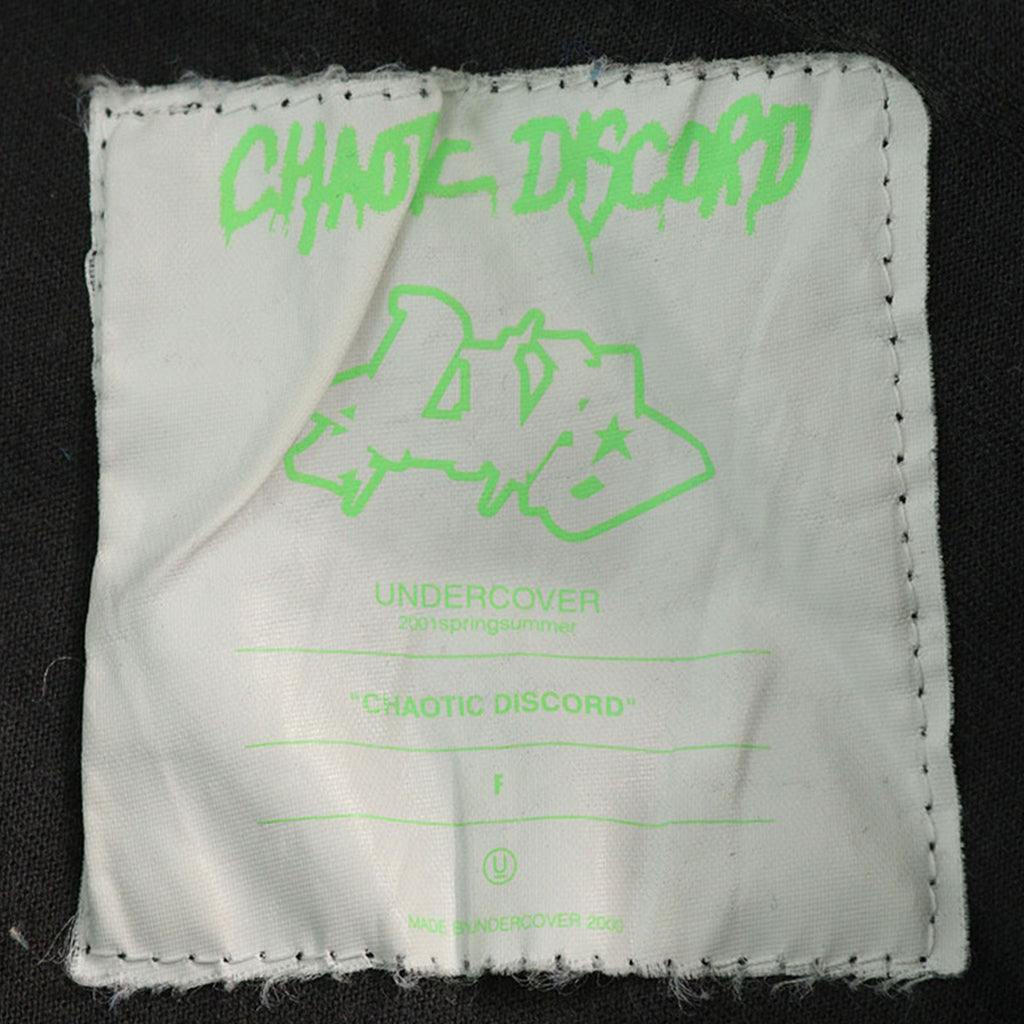 CHAOTIC DISCORD
UNDERCOVER
2001springsummer
"CHAOTIC DISCORD"
F
U
MADE BY UNDERCOVER 2000